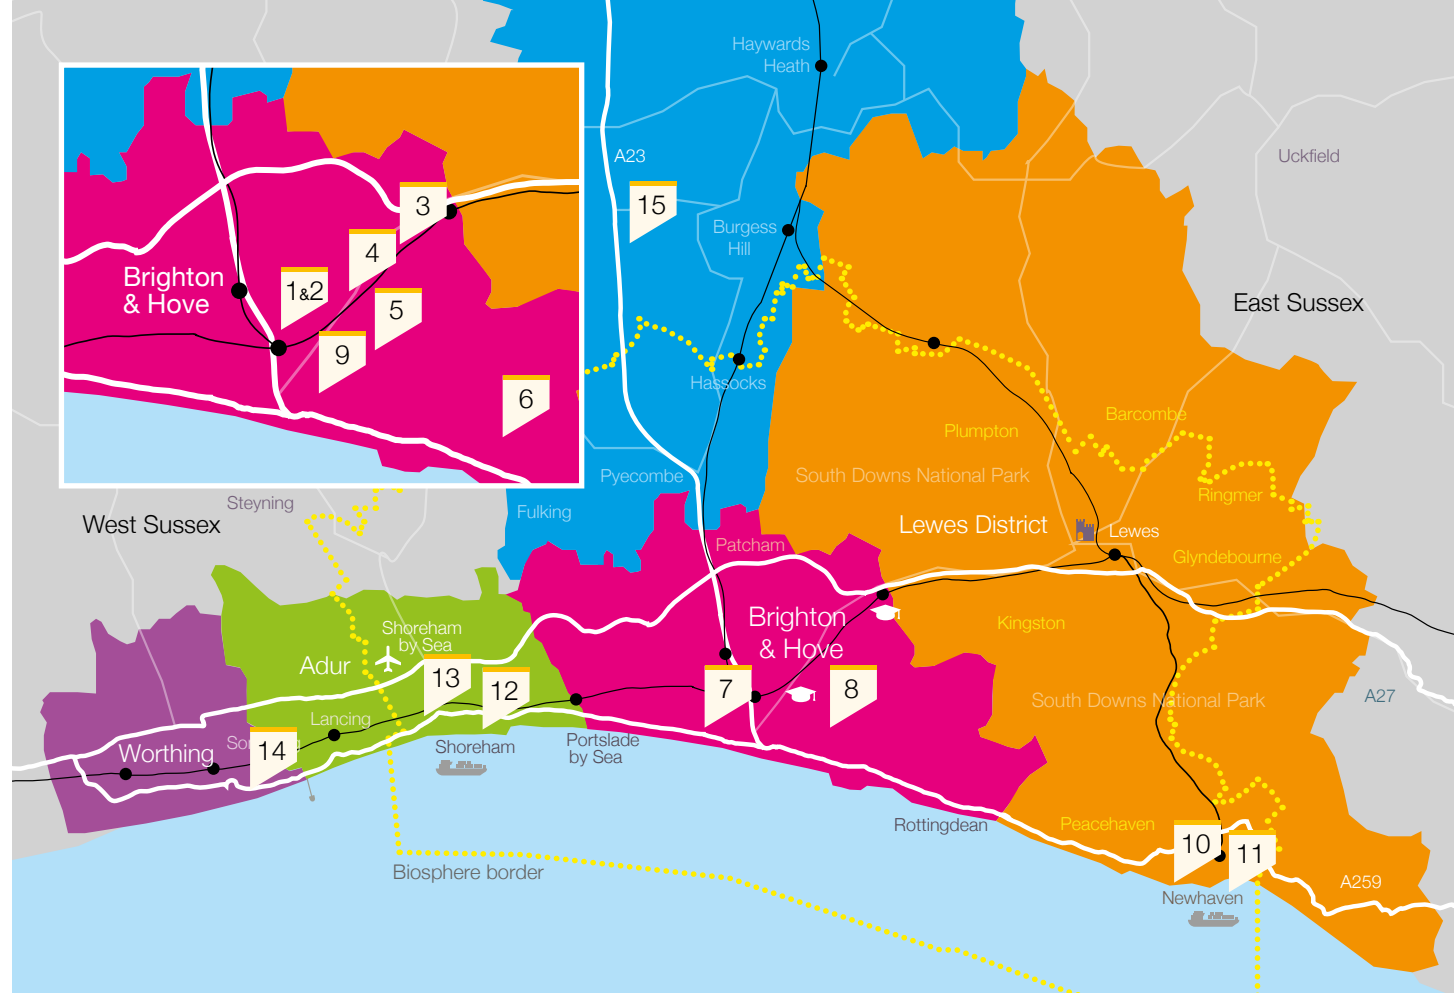 Haywards
Heath
A23
Uckfield
15
3
Burgess
Hill
4
Brighton
& Hove
1&2
5
East Sussex
9
Hassocks
6
Barcombe
Plumpton
Pyecombe
South Downs National Park
Ringmer
Steyning
West Sussex
Fulking
Lewes District
Lewes
Patcham
Glyndebourne
Shoreham
by Sea
Brighton
& Hove
Kingston
Adur
13
12
7
8
South Downs National Park
A27
Lancing
Worthing
14
Shoreham
Portslade
by Sea
Rottingdean
Peacehaven
10
11
Biosphere border
A259
Newhaven